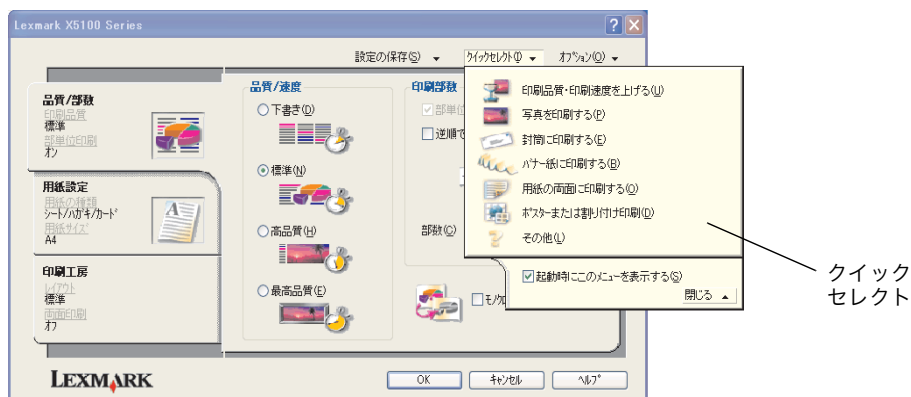 Lexmark X5100 Series
設定の保存(S)
ｸｲｯｸｾﾚｸﾄ(I)
ｵﾌﾟｼｮﾝ(O)
品質/部数
印刷品質
標準
部単位印刷
オン
用紙設定
用紙の種類
ｼｰﾄ/ﾊｶﾞｷ/ｶｰﾄﾞ
用紙ｻｲｽﾞ
A4
印刷工房
ﾚｲｱｳﾄ
標準
両面印刷
オフ
品質/速度
下書き(D)
標準(N)
高品質(H)
最高品質(E)
印刷部数
部単位
逆順で
部数(C)
ﾓﾉｸﾛ
印刷品質・印刷速度を上げる(U)
写真を印刷する(P)
封筒に印刷する(E)
ﾊﾞﾅｰ紙に印刷する(B)
用紙の両面に印刷する(O)
ﾎﾟｽﾀｰまたは割り付け印刷(D)
その他(L)
起動時にこのﾒﾆｭｰを表示する(S)
閉じる
クイック
セレクト
LEXMARK
OK
ｷｬﾝｾﾙ
ﾍﾙﾌﾟ